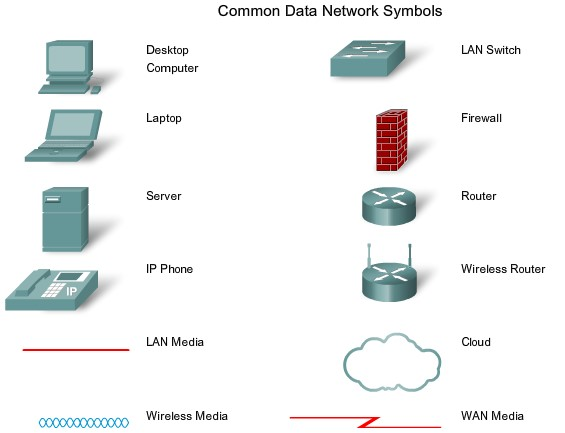 Common Data Network Symbols
Desktop
Computer
LAN Switch
Laptop
Firewall
Server
Router
IP Phone
IP
Wireless Router
LAN Media
Cloud
Wireless Media
WAN Media